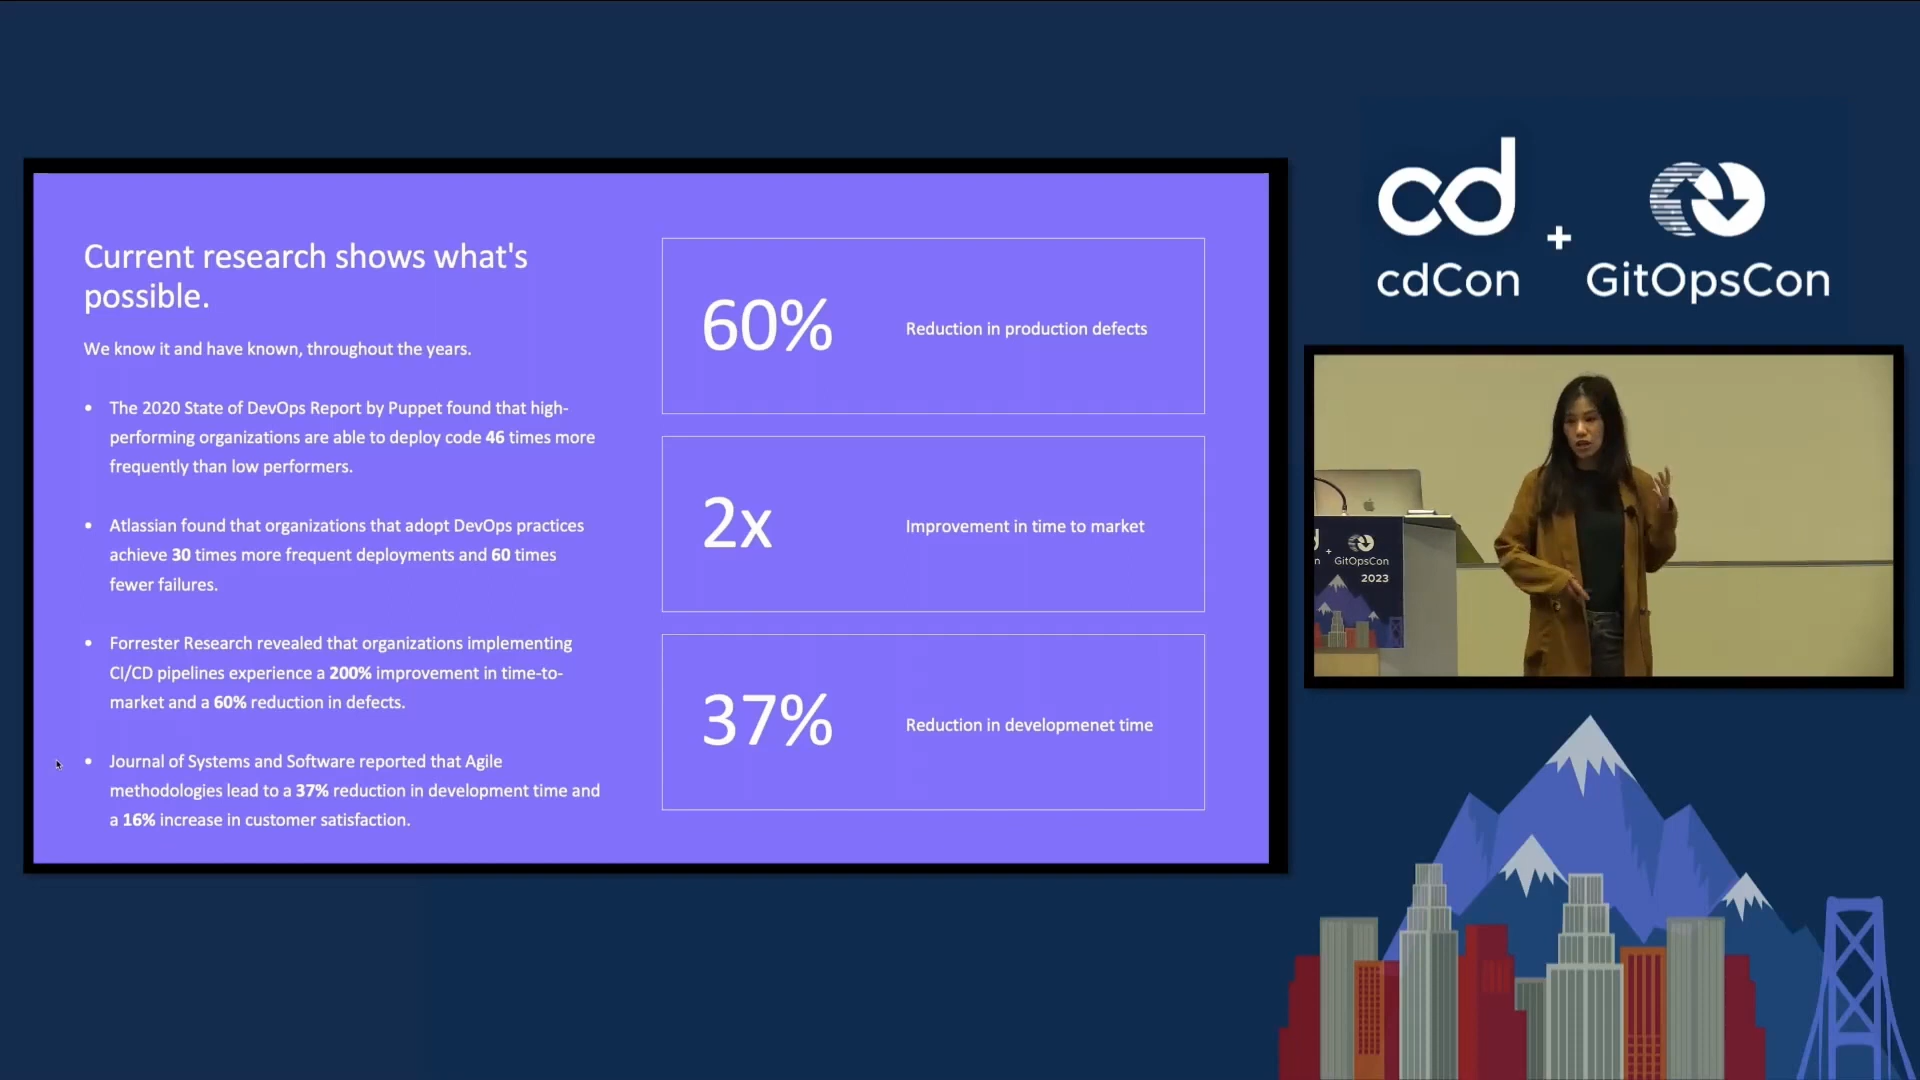 Current research shows what's
possible.
We know it and have known, throughout the years.
• The 2020 State of DevOps Report by Puppet found that high-
performing organizations are able to deploy code 46 times more
frequently than low performers.
• Atlassian found that organizations that adopt DevOps practices
achieve 30 times more frequent deployments and 60 times
fewer failures.
• Forrester Research revealed that organizations implementing
CI/CD pipelines experience a 200% improvement in time-to-
market and a 60% reduction in defects.
• Journal of Systems and Software reported that Agile
methodologies lead to a 37% reduction in development time and
a 16% increase in customer satisfaction.
60%
Reduction in production defects
2x
Improvement in time to market
37%
Reduction in developmenet time
cd
+
cdCon
GitOpsCon
d
+
n
GitOpsCon
2023